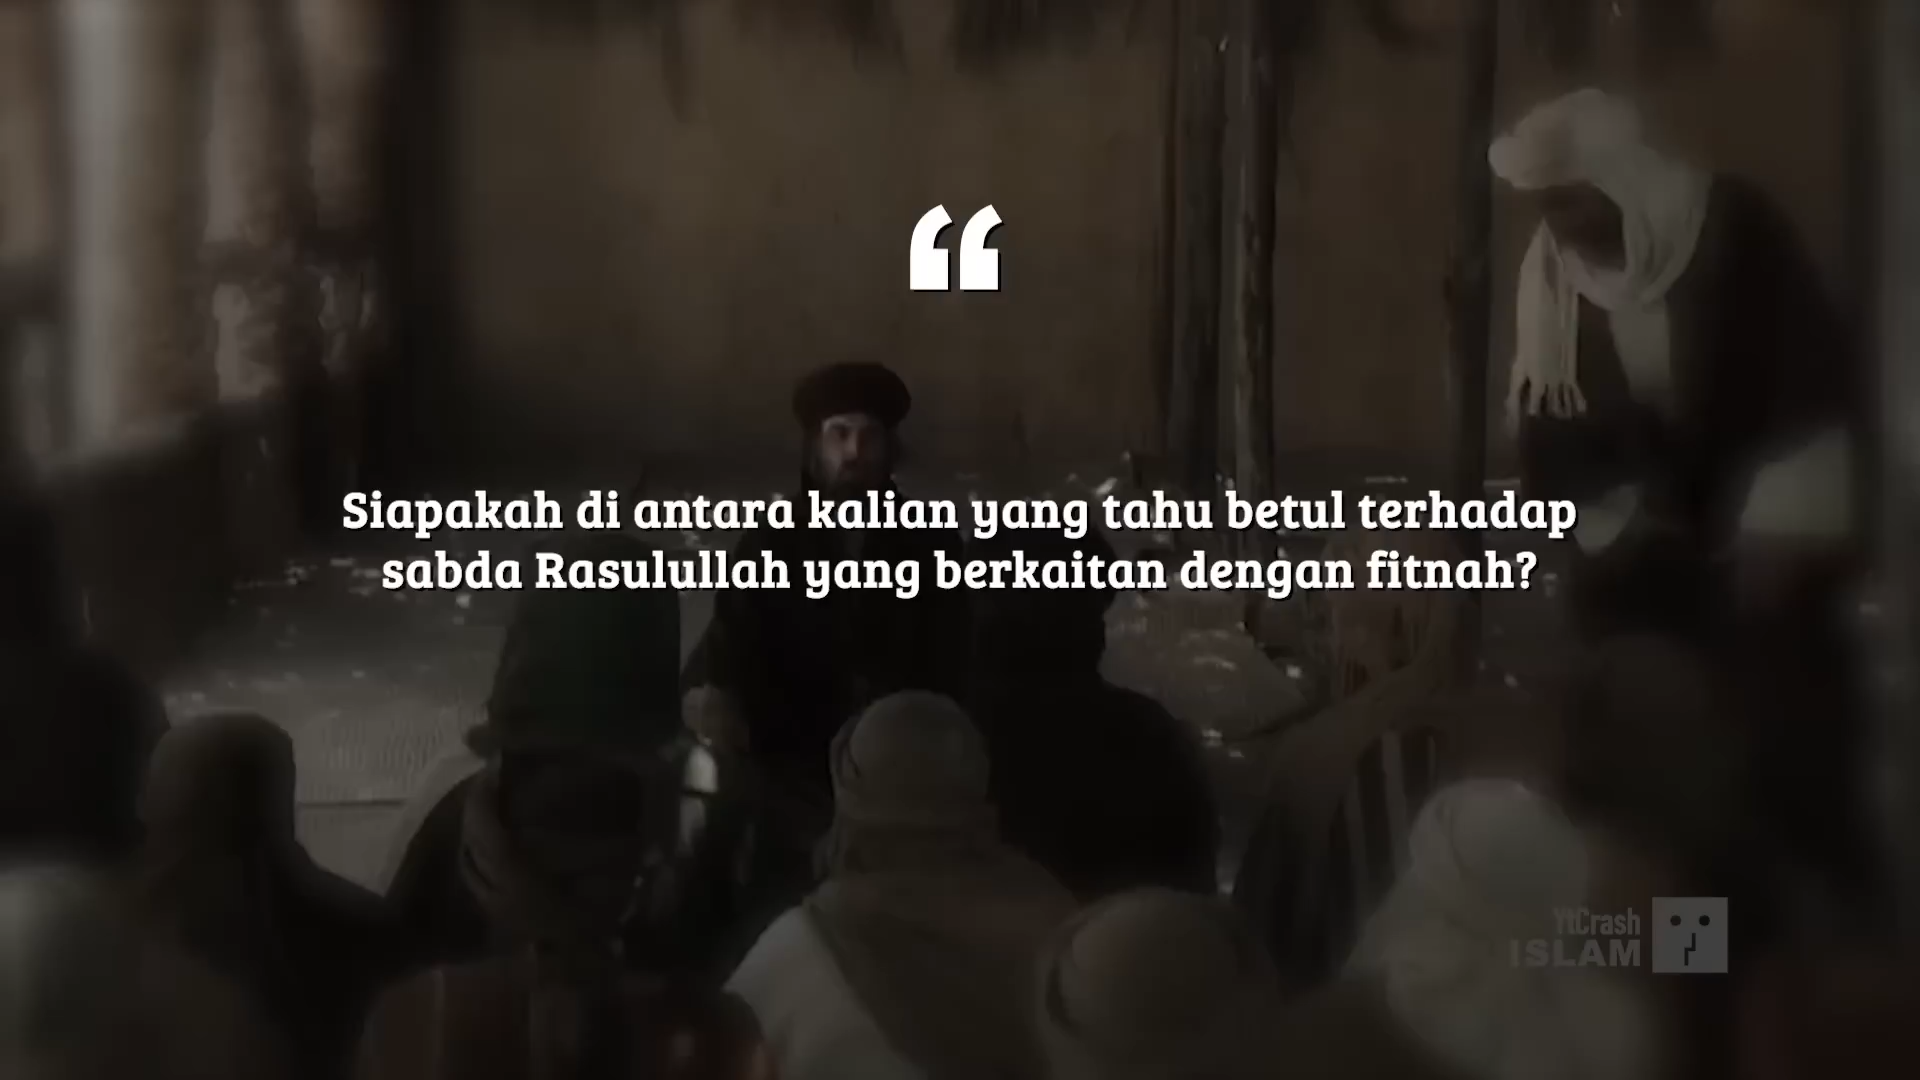 “
Siapakah di antara kalian yang tahu betul terhadap
sabda Rasulullah yang berkaitan dengan fitnah?
YtCrash
ISLAM